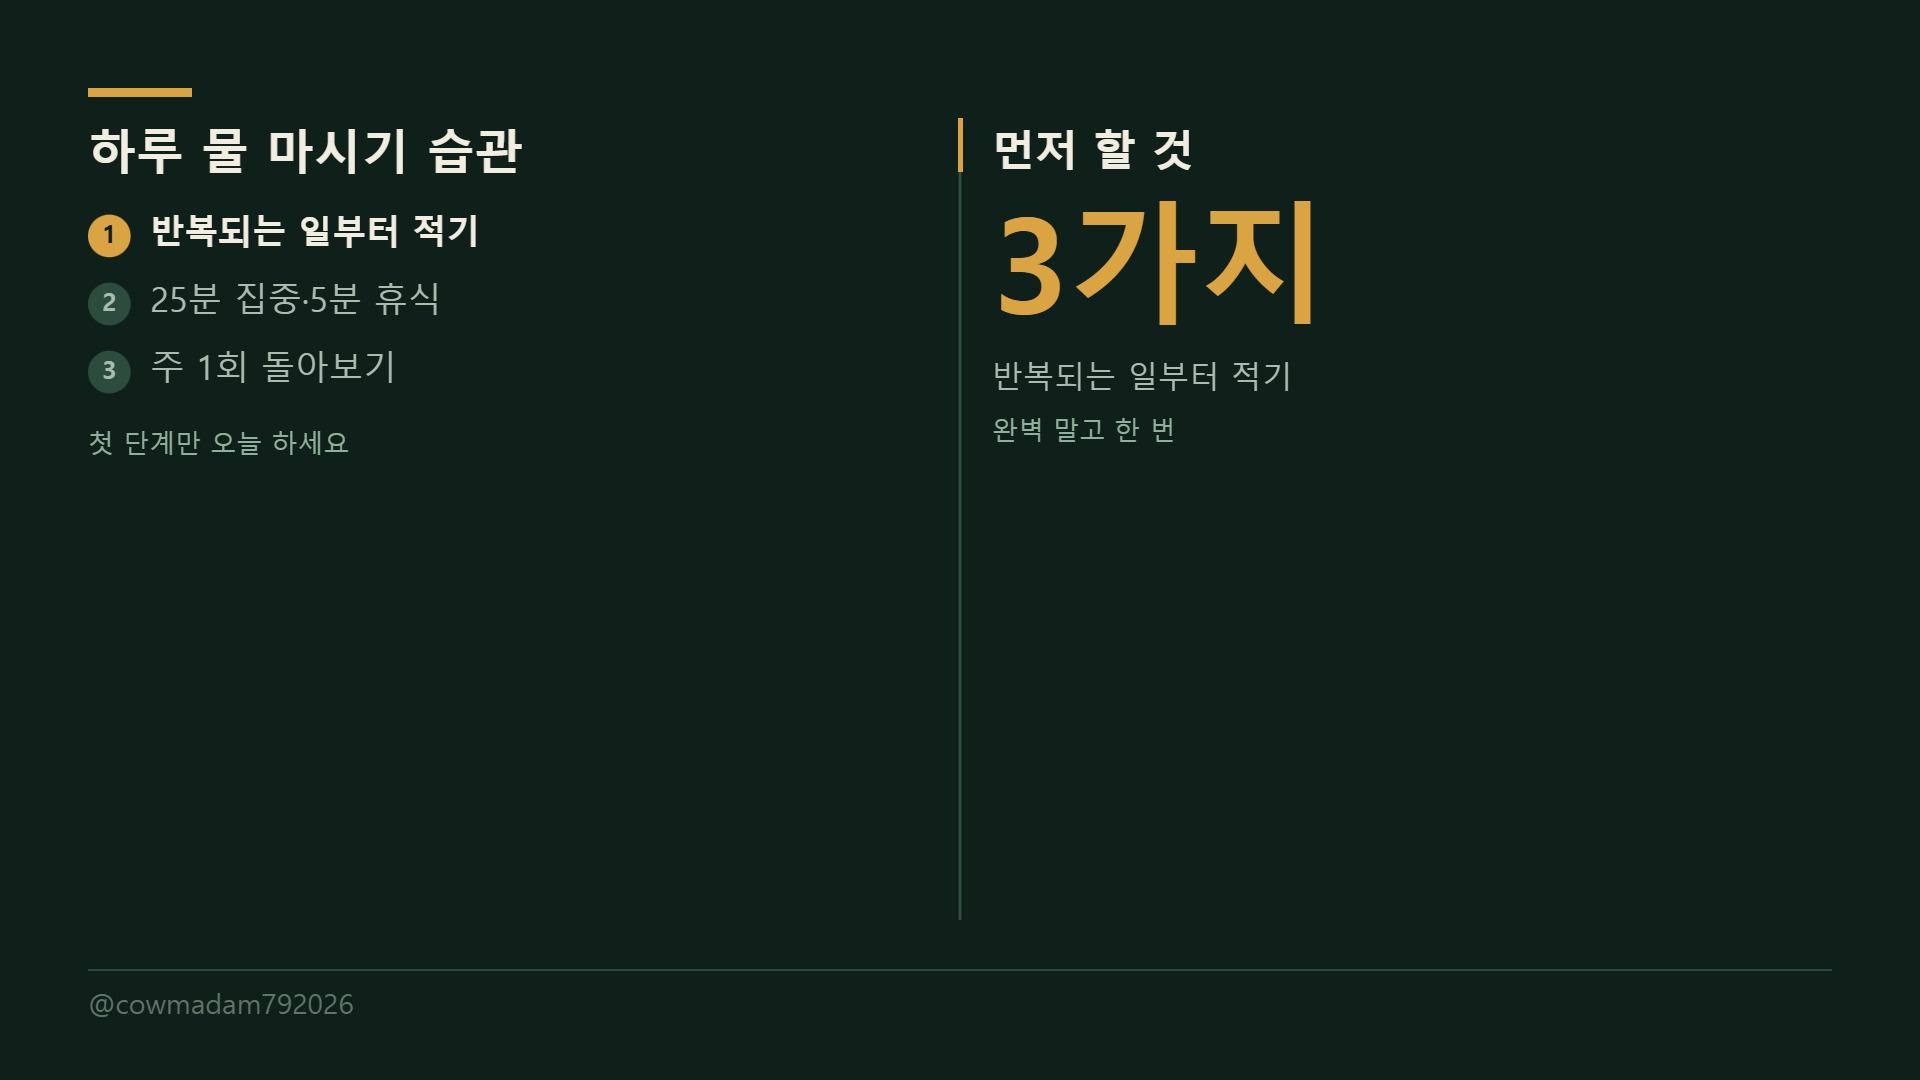 하루 물 마시기 습관
1 반복되는 일부터 적기
2 25분 집중·5분 휴식
3 주 1회 돌아보기
첫 단계만 오늘 하세요
먼저 할 것
3가지
반복되는 일부터 적기
완벽 말고 한 번
@cowmadam792026